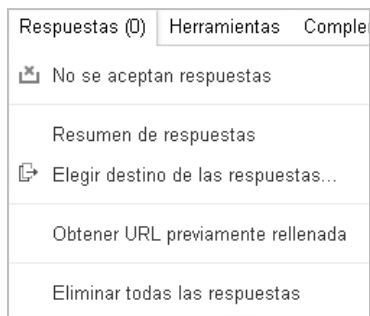 Respuestas (0) Herramientas
No se aceptan respuestas
Resumen de respuestas
Elegir destino de las respuestas...
Obtener URL previamente rellenada
Eliminar todas las respuestas